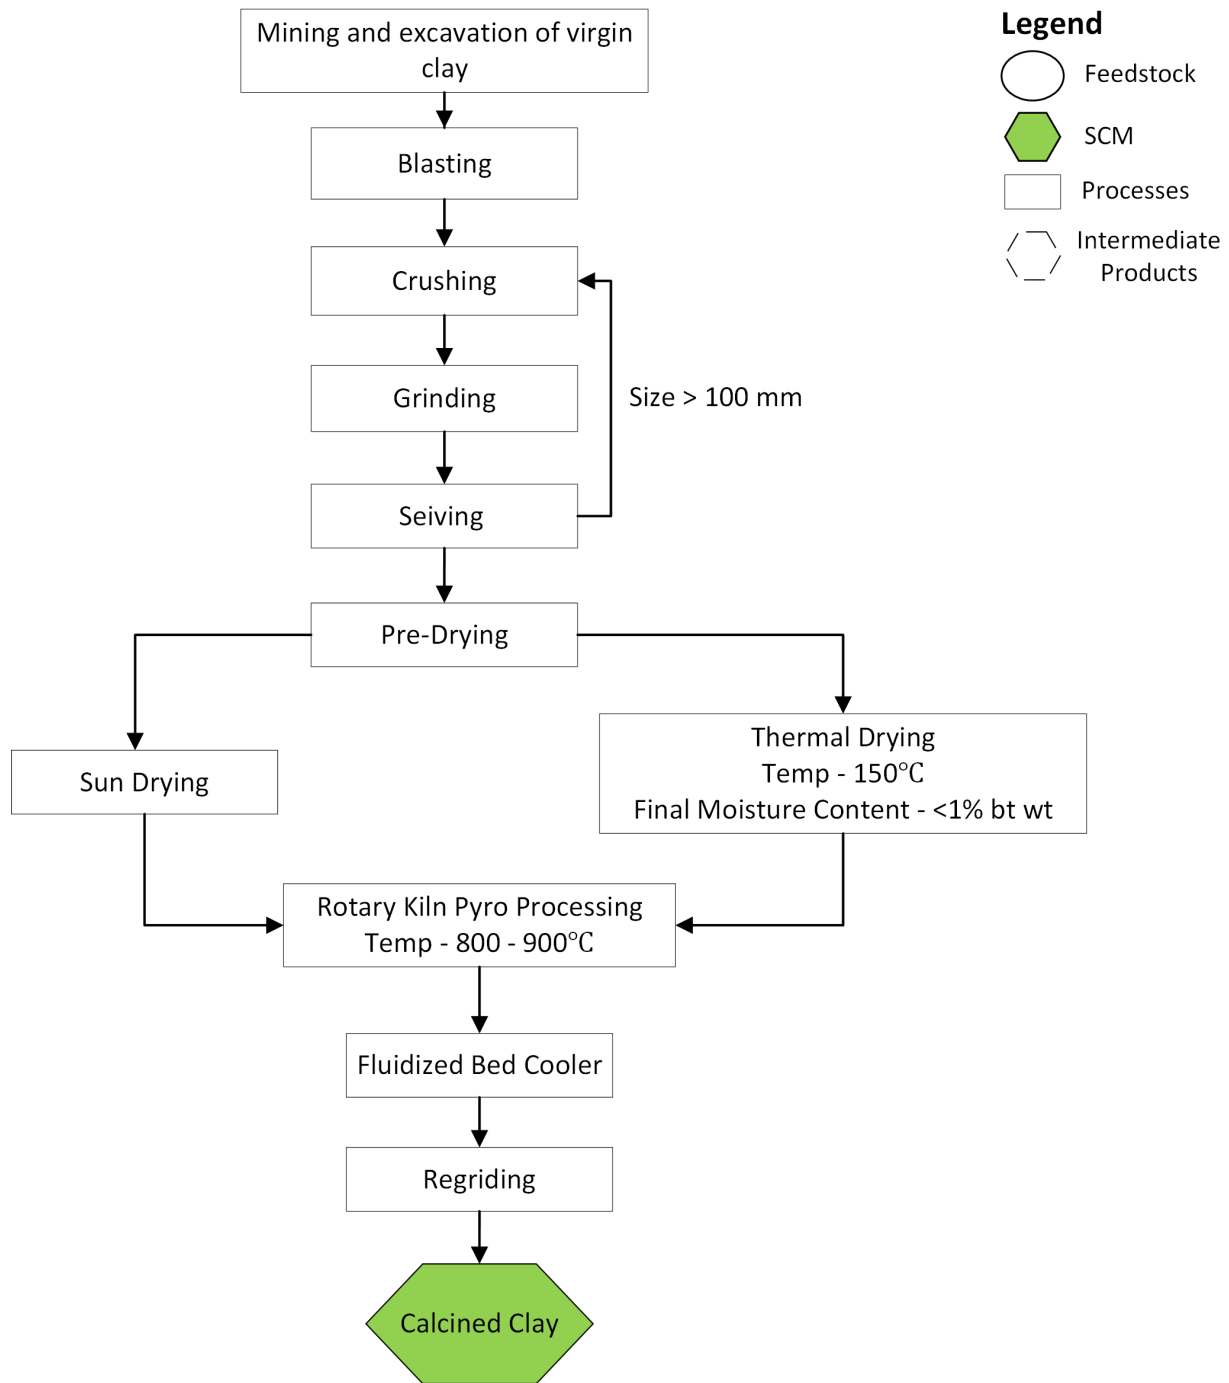 Mining and excavation of virgin
clay
Blasting
Crushing
Grinding
Size > 100 mm
Seiving
Pre-Drying
Sun Drying
Thermal Drying
Temp - 150℃
Final Moisture Content - <1% bt wt
Rotary Kiln Pyro Processing
Temp - 800 - 900℃
Fluidized Bed Cooler
Regriding
Calcined Clay
Legend
Feedstock
SCM
Processes
Intermediate
Products